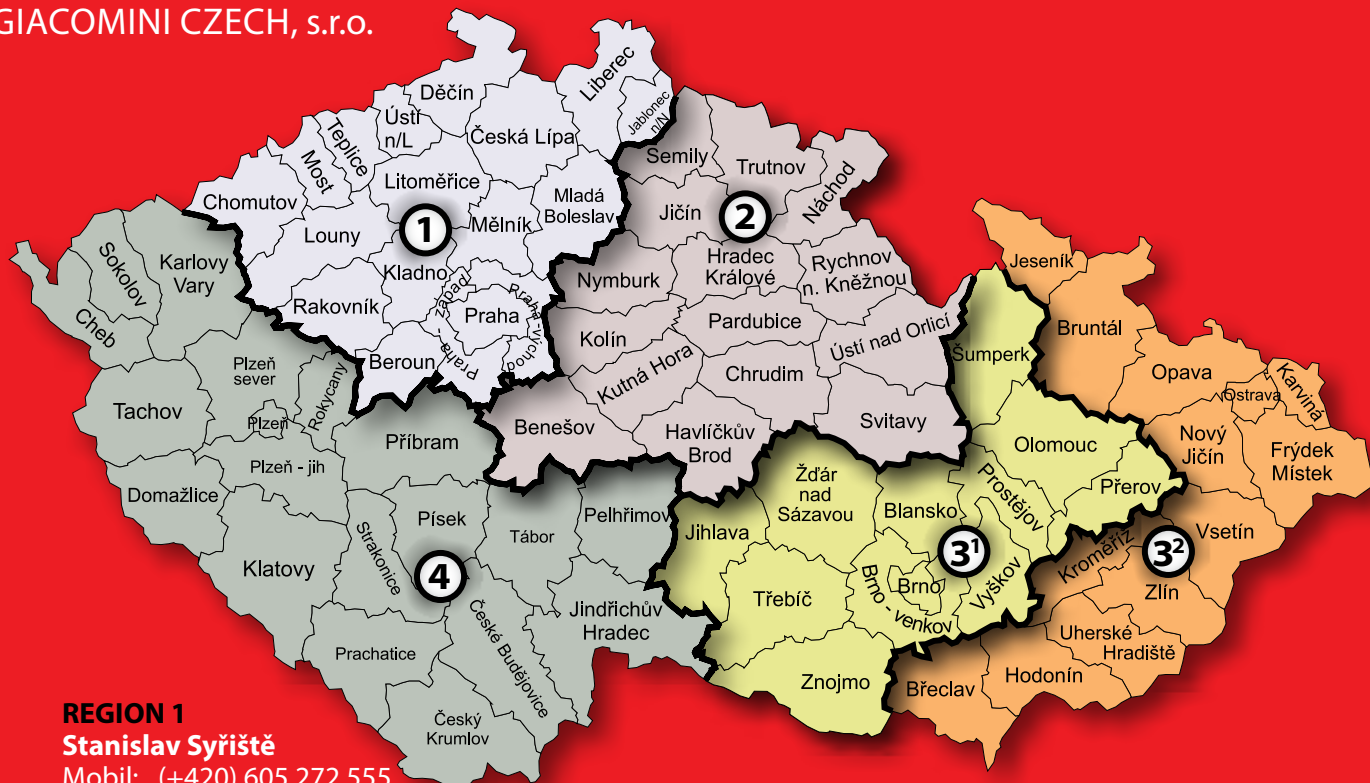 GIACOMINI CZECH, s.r.o.
Liberec
Jablonec
n/N
Děčín
Ústí
n/L
Česká Lípa
Teplice
Most
Litoměřice
Chomutov
Louny
Mělník
Mladá
Boleslav
1
Kladno
Rakovník
Praha - západ
Praha
Praha - východ
Beroun
Semily
Trutnov
Náchod
Jičín
2
Nymburk
Hradec
Králové
Rychnov
n. Kněžnou
Kolín
Pardubice
Ústí nad Orlicí
Kutná Hora
Chrudim
Benešov
Havlíčkův
Brod
Svitavy
Sokolov
Karlovy
Vary
Cheb
Plzeň
sever
Rokycany
Tachov
Plzeň
Příbram
Plzeň - jih
Domažlice
Písek
Tábor
Pelhřimov
Strakonice
Klatovy
4
Jindřichův
Hradec
České Budějovice
Prachatice
Český
Krumlov
Šumperk
Olomouc
Přerov
Prostějov
Žďár
nad
Sázavou
Blansko
Jihlava
3¹
Vyškov
Brno
Brno - venkov
Třebíč
Znojmo
Jeseník
Bruntál
Opava
Karviná
Ostrava
Nový
Jičín
Frýdek
Místek
Vsetín
Kroměříž
3²
Zlín
Uherské
Hradiště
Hodonín
Břeclav
REGION 1
Stanislav Syřiště
Mobil: (+420) 605 272 555